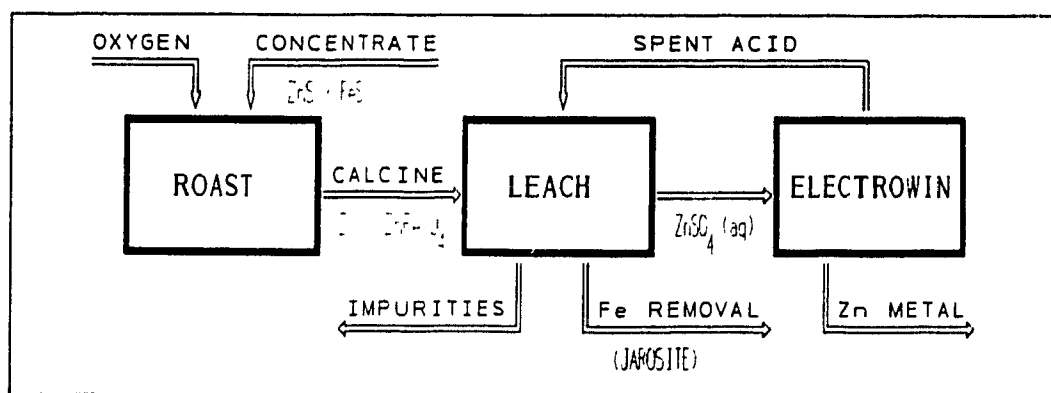 OXYGEN CONCENTRATE SPENT ACID
ZnS FeS
ROAST CALCINE LEACH ELECTROWIN
ZnSO4 (aq)
IMPURITIES Fe REMOVAL Zn METAL
(JAROSITE)